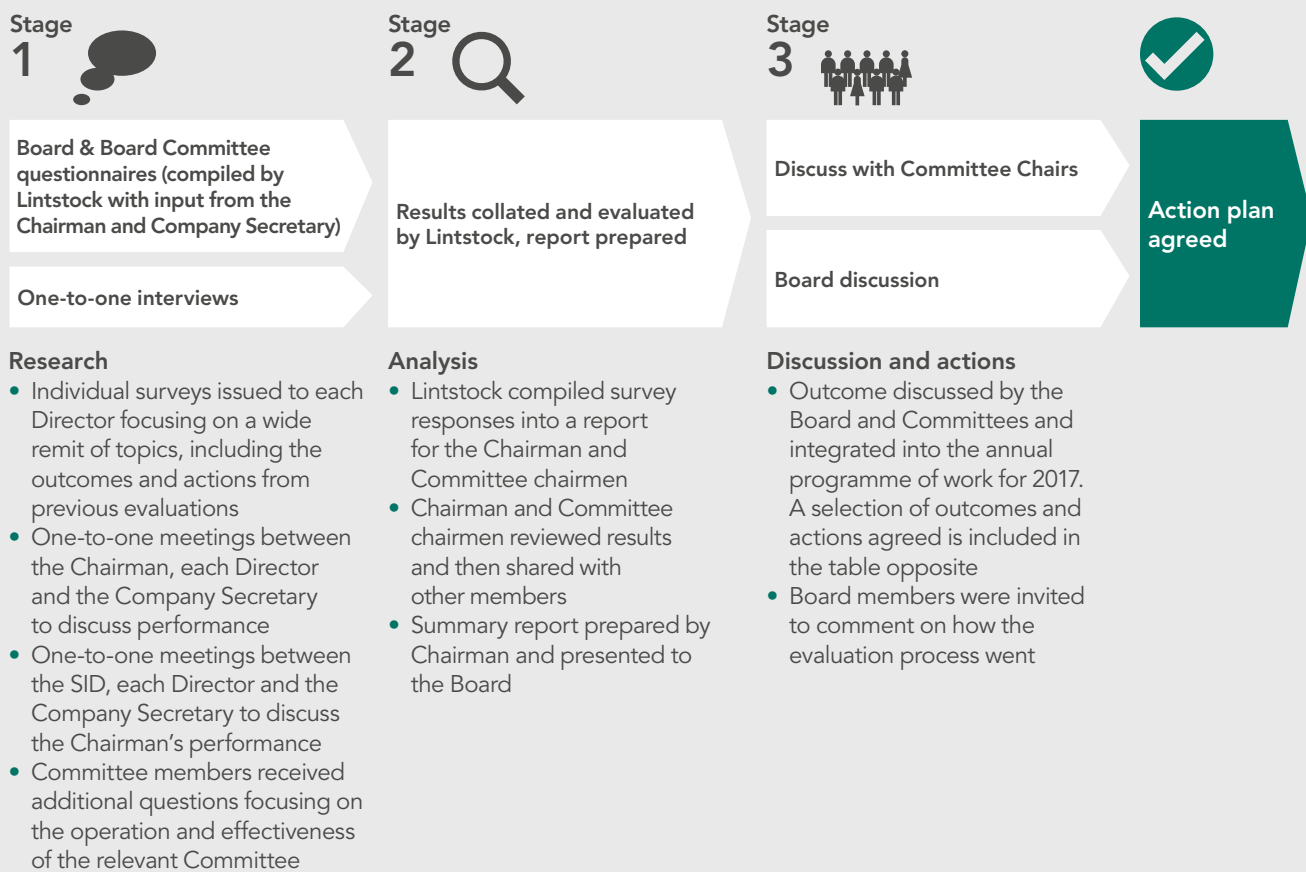 Stage
1
Board & Board Committee
questionnaires (compiled by
Lintstock with input from the
Chairman and Company Secretary)
One-to-one interviews
Research
• Individual surveys issued to each
Director focusing on a wide
remit of topics, including the
outcomes and actions from
previous evaluations
• One-to-one meetings between
the Chairman, each Director
and the Company Secretary
to discuss performance
• One-to-one meetings between
the SID, each Director and the
Company Secretary to discuss
the Chairman’s performance
• Committee members received
additional questions focusing on
the operation and effectiveness
of the relevant Committee
Stage
2
Results collated and evaluated
by Lintstock, report prepared
Analysis
• Lintstock compiled survey
responses into a report
for the Chairman and
Committee chairmen
• Chairman and Committee
chairmen reviewed results
and then shared with
other members
• Summary report prepared by
Chairman and presented to
the Board
Stage
3
Discuss with Committee Chairs
Board discussion
Discussion and actions
• Outcome discussed by the
Board and Committees and
integrated into the annual
programme of work for 2017.
A selection of outcomes and
actions agreed is included in
the table opposite
• Board members were invited
to comment on how the
evaluation process went
Action plan
agreed